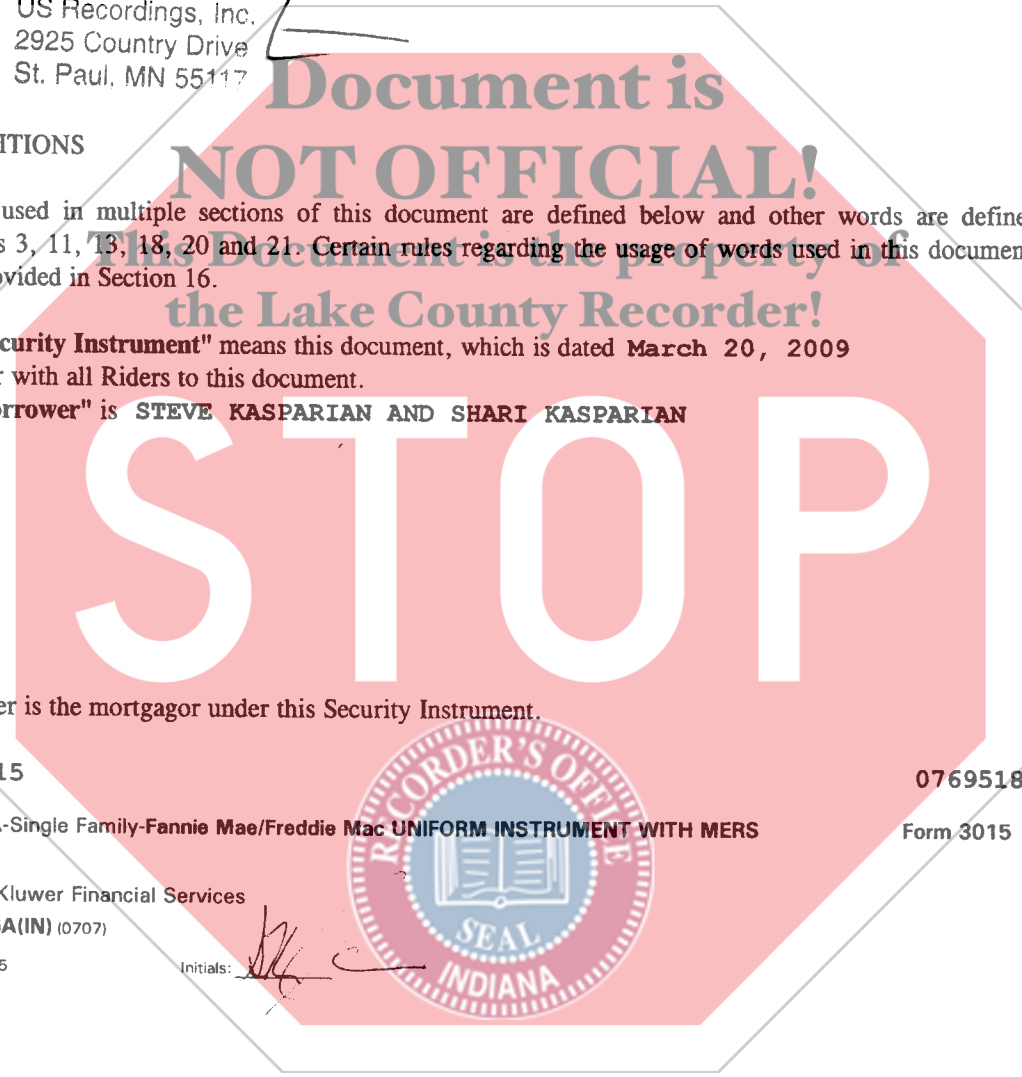 US Recordings, Inc.
2925 Country Drive
St. Paul, MN 55117
Document is
ITIONS
NOT OFFICIAL!
used in multiple sections of this document are defined below and other words are define
s 3, 11, 13, 18, 20 and 21. Certain rules regarding the usage of words used in this documen
This Document is the property of
ovided in Section 16.
the Lake County Recorder!
curity Instrument" means this document, which is dated March 20, 2009
r with all Riders to this document.
orrower" is STEVE KASPARIAN AND SHARI KASPARIAN
STOP
er is the mortgagor under this Security Instrument.
15
0769518
-Single Family-Fannie Mae/Freddie Mac UNIFORM INSTRUMENT WITH MERS
Form 3015
RECORDER'S OFFICE
Kluwer Financial Services
A(IN) (0707)
SEAL
5
Initials:
INDIANA